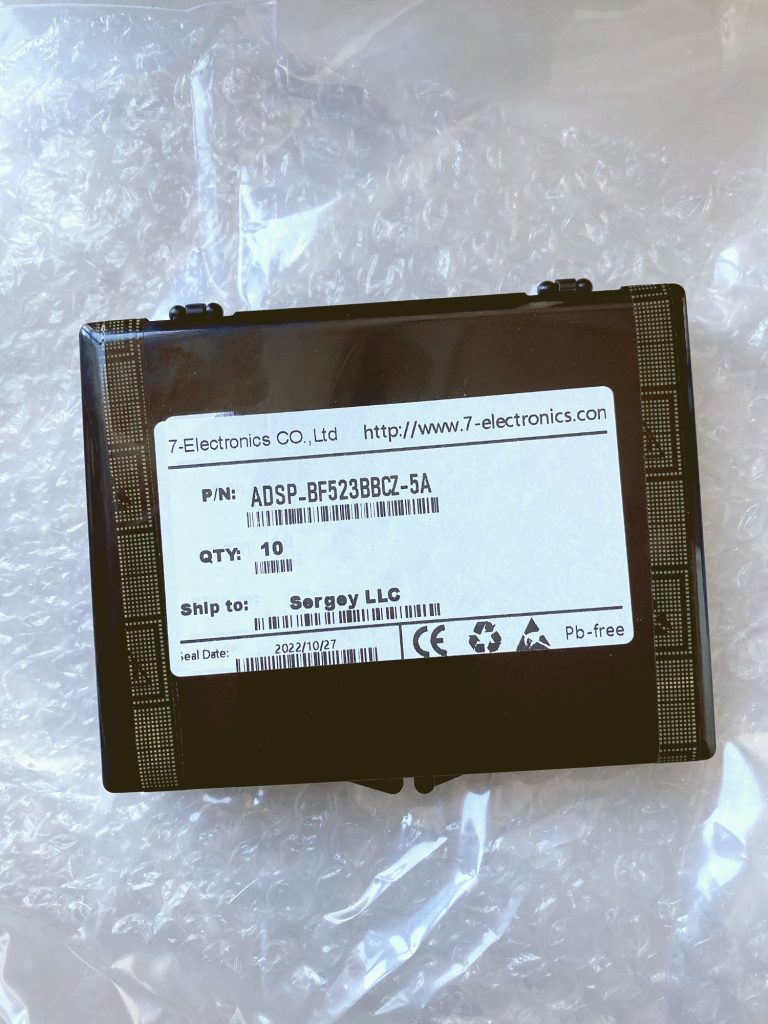 7-Electronics CO.,Ltd http://www.7-electronics.con
P/N: ADSP-BF523BBCZ-5A
QTY: 10
Ship to: Sergey LLC
Seal Date: 2022/10/27
CE Pb-free